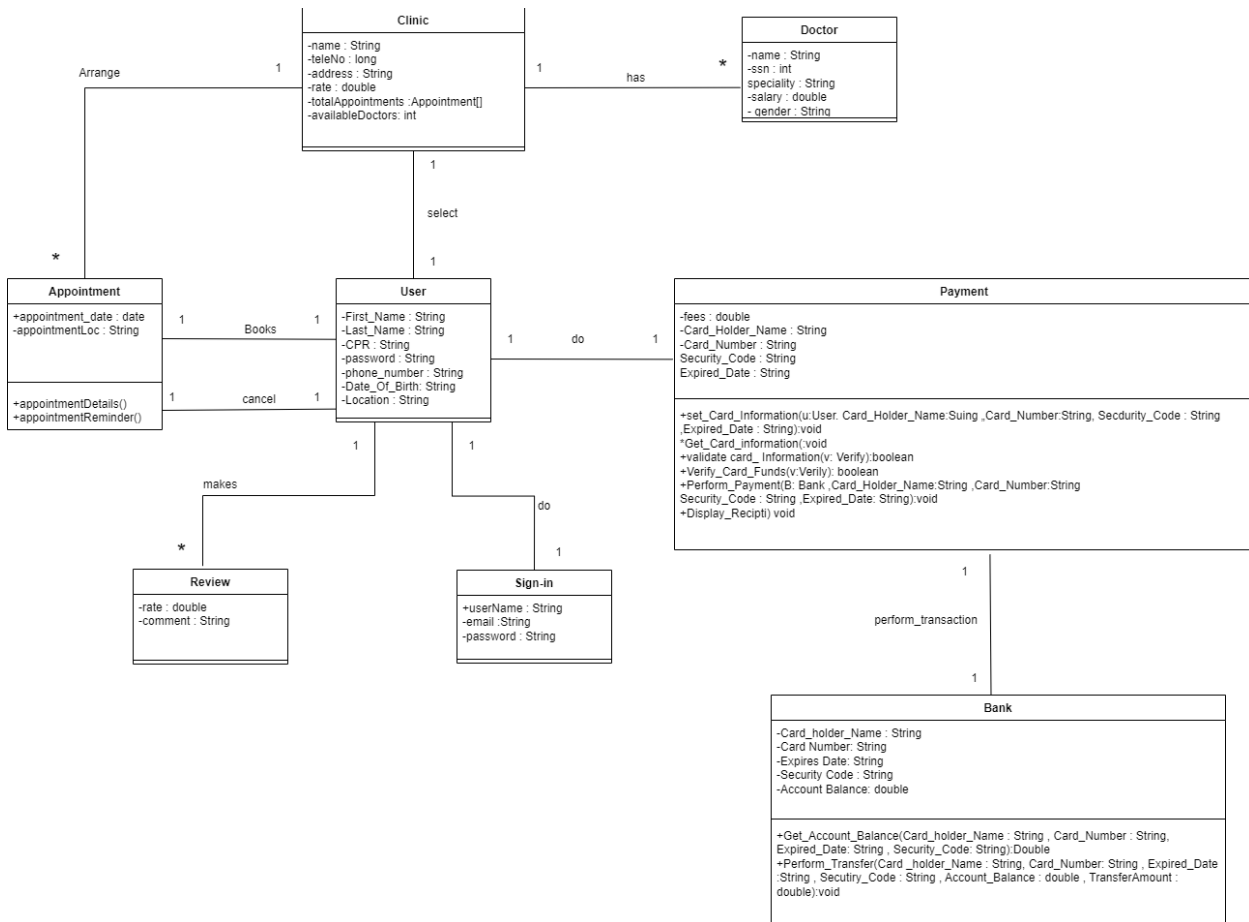 Clinic
-name : String
-teleNo : long
-address : String
-rate : double
-totalAppointments :Appointment[]
-availableDoctors: int
Doctor
-name : String
-ssn : int
speciality : String
-salary : double
- gender : String
Arrange
1
1
has
*
1
select
*
1
Appointment
+appointment_date : date
-appointmentLoc : String
+appointmentDetails()
+appointmentReminder()
1
Books
1
1
cancel
1
User
-First_Name : String
-Last_Name : String
-CPR : String
-password : String
-phone_number : String
-Date_Of_Birth: String
-Location : String
1
do
1
Payment
-fees : double
-Card_Holder_Name : String
-Card_Number : String
Security_Code : String
Expired_Date : String
+set_Card_Information(u:User. Card_Holder_Name:Suing ,,Card_Number:String, Secdurity_Code : String
,Expired_Date : String):void
*Get_Card_information(:void
+validate card_ Information(v: Verify):boolean
+Verify_Card_Funds(v:Verily): boolean
+Perform_Payment(B: Bank ,Card_Holder_Name:String ,Card_Number:String
Security_Code : String ,Expired_Date: String):void
+Display_Recipti) void
1
1
makes
do
*
1
Review
-rate : double
-comment : String
Sign-in
+userName : String
-email :String
-password : String
1
perform_transaction
1
Bank
-Card_holder_Name : String
-Card Number: String
-Expires Date: String
-Security Code : String
-Account Balance: double
+Get_Account_Balance(Card_holder_Name : String , Card_Number : String,
Expired_Date: String , Security_Code: String):Double
+Perform_Transfer(Card _holder_Name : String, Card_Number: String , Expired_Date
:String , Secutiry_Code : String , Account_Balance : double , TransferAmount :
double):void